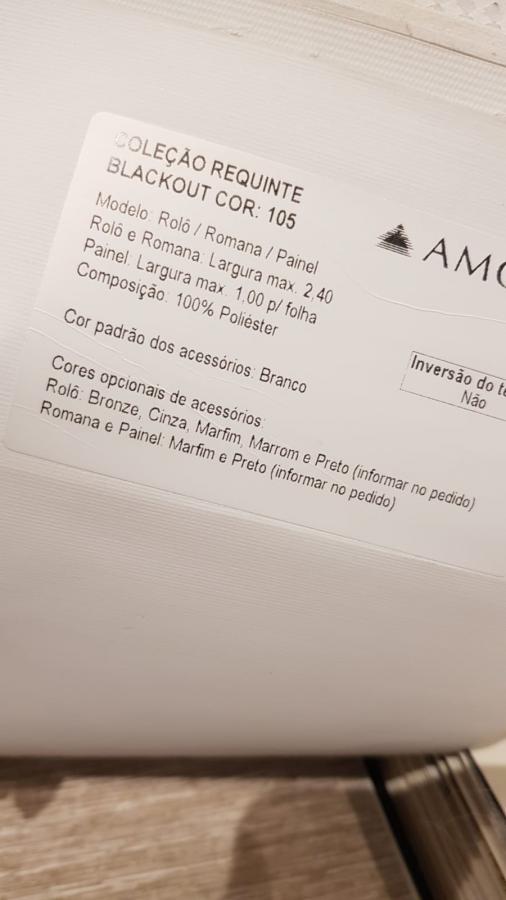 COLEÇÃO REQUINTE
BLACKOUT COR: 105
Modelo: Rolô / Romana / Painel
Rolô e Romana: Largura max. 2,40
Painel: Largura max. 1,00 p/ folha
Composição: 100% Poliéster
Cor padrão dos acessórios: Branco
Cores opcionais de acessórios:
Rolô: Bronze, Cinza, Marfim, Marrom e Preto (informar no pedido)
Romana e Painel: Marfim e Preto (informar no pedido)
Inversão do
Não